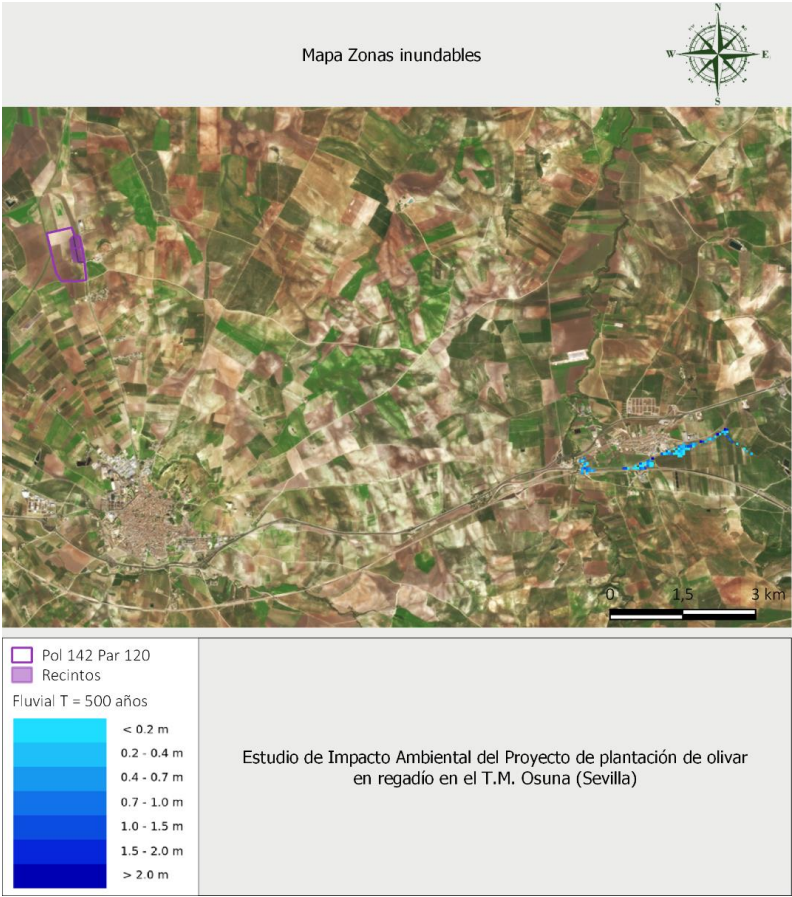 Mapa Zonas inundables
N
W
E
S
0 1,5 3 km
Pol 142 Par 120
Recintos
Fluvial T = 500 años
< 0.2 m
0.2 - 0.4 m
0.4 - 0.7 m
0.7 - 1.0 m
1.0 - 1.5 m
1.5 - 2.0 m
> 2.0 m
Estudio de Impacto Ambiental del Proyecto de plantación de olivar
en regadío en el T.M. Osuna (Sevilla)